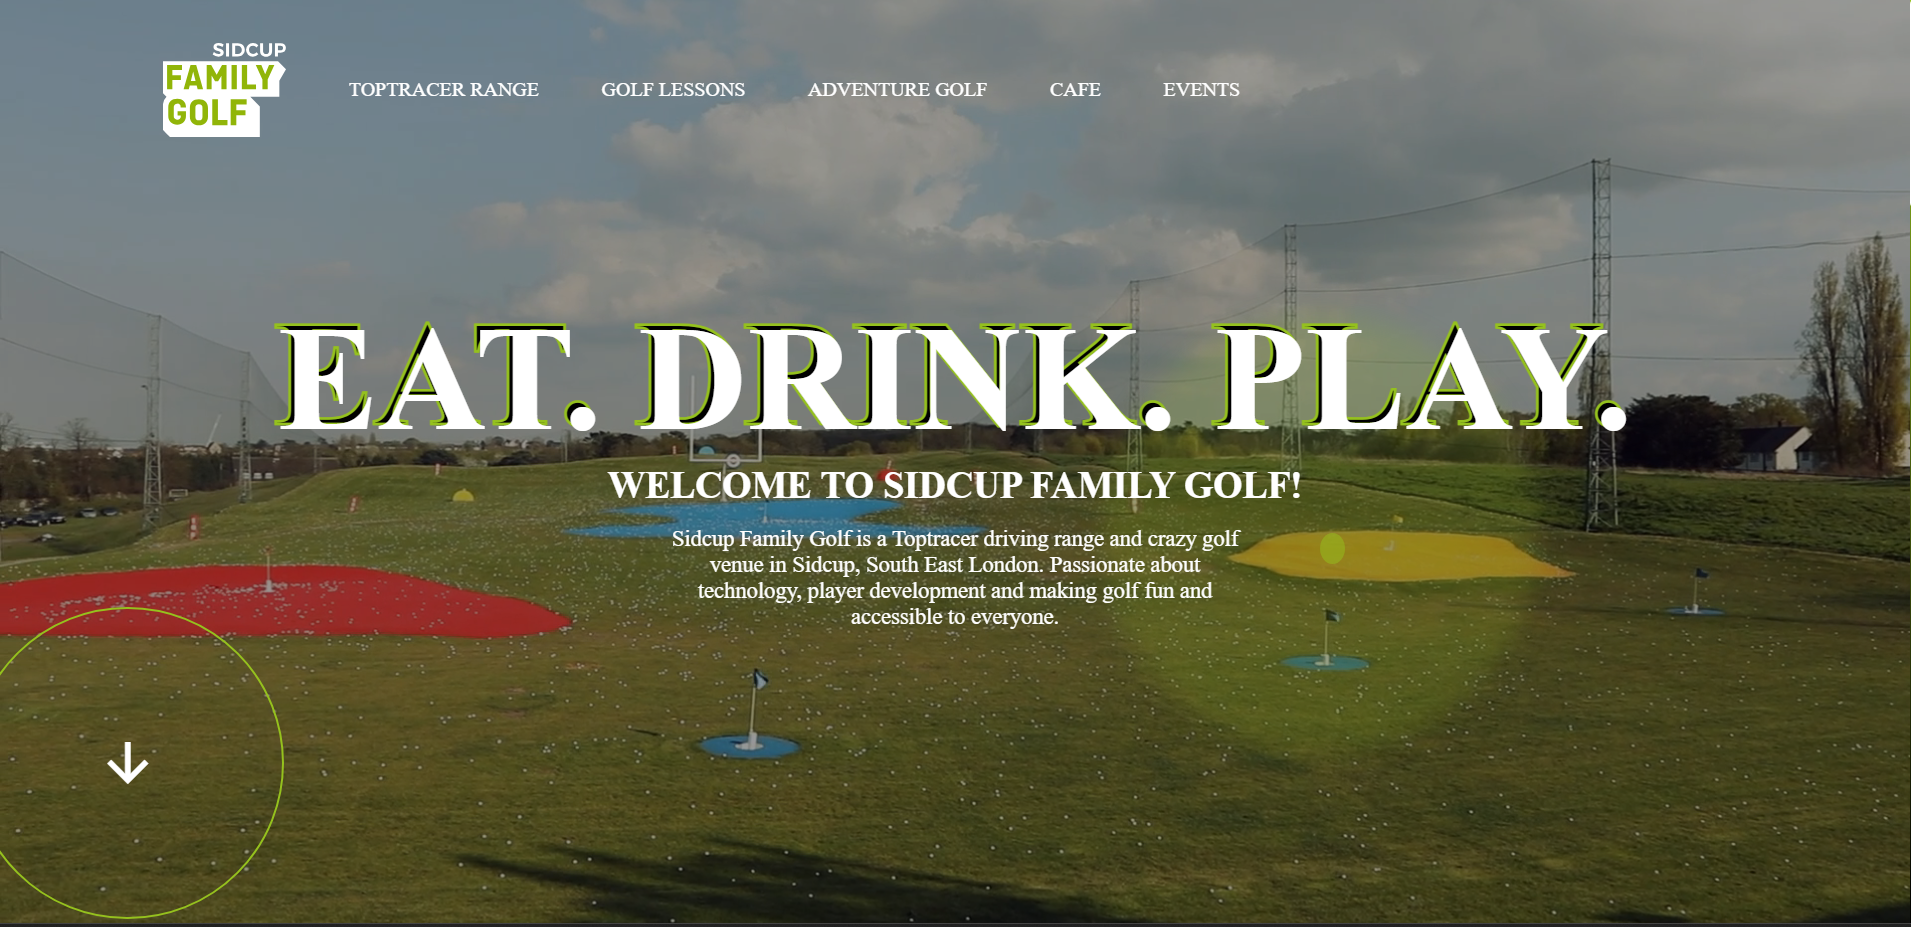 SIDCUP
FAMILY
GOLF
TOPTRACER RANGE GOLF LESSONS ADVENTURE GOLF CAFE EVENTS
EAT. DRINK. PLAY.
WELCOME TO SIDCUP FAMILY GOLF!
Sidcup Family Golf is a Toptracer driving range and crazy golf
venue in Sidcup, South East London. Passionate about
technology, player development and making golf fun and
accessible to everyone.